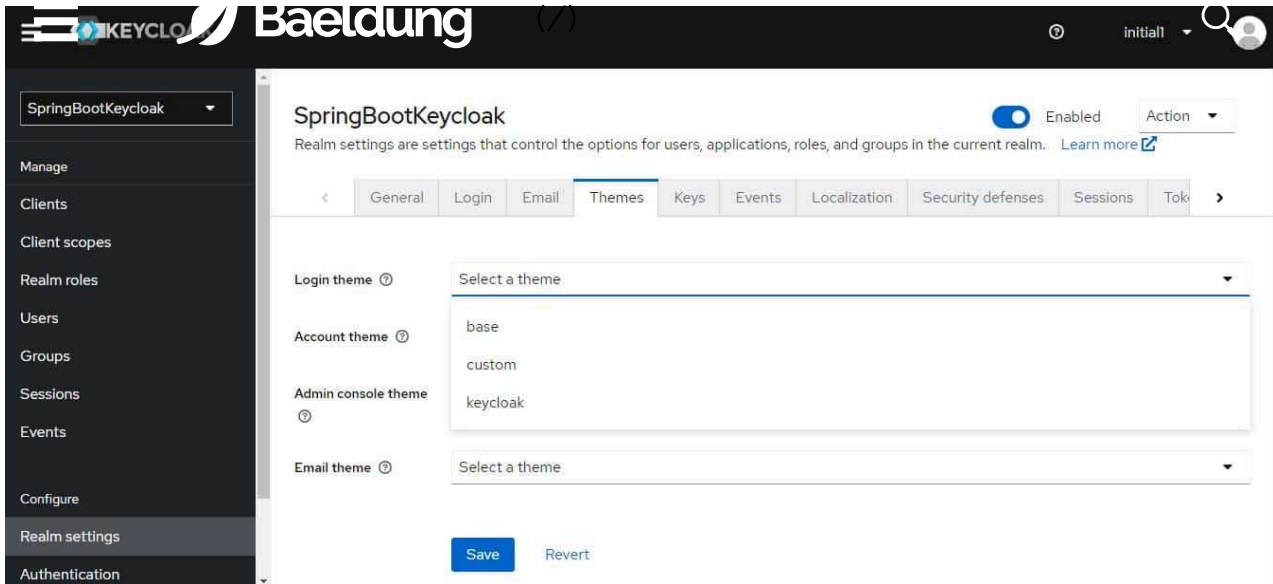 KEYCLOA
Baeldung (/)
initial1
SpringBootKeycloak
Manage
Clients
Client scopes
Realm roles
Users
Groups
Sessions
Events
Configure
Realm settings
Authentication
SpringBootKeycloak
Enabled
Action
Realm settings are settings that control the options for users, applications, roles, and groups in the current realm. Learn more
General Login Email Themes Keys Events Localization Security defenses Sessions Tok
Login theme Select a theme
base
custom
keycloak
Account theme
Admin console theme
Email theme Select a theme
Save Revert